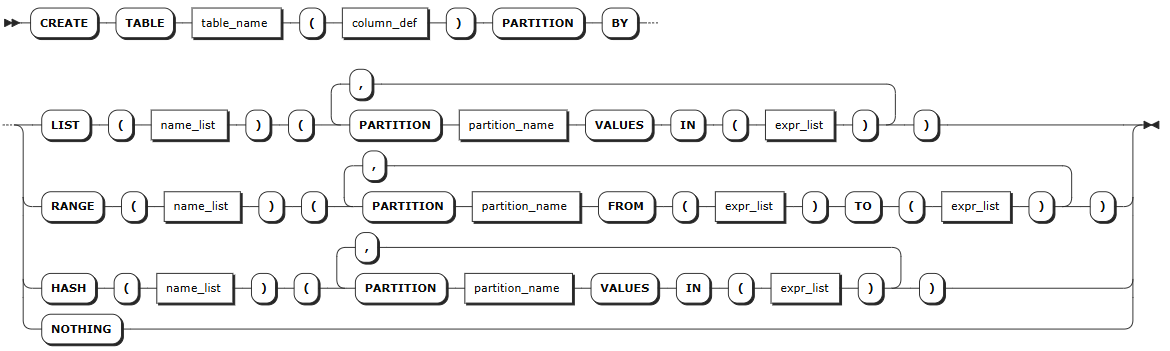 CREATE TABLE table_name ( column_def ) PARTITION BY
,
LIST ( name_list ) ( PARTITION partition_name VALUES IN ( expr_list ) )
,
RANGE ( name_list ) ( PARTITION partition_name FROM ( expr_list ) TO ( expr_list ) )
,
HASH ( name_list ) ( PARTITION partition_name VALUES IN ( expr_list ) )
NOTHING